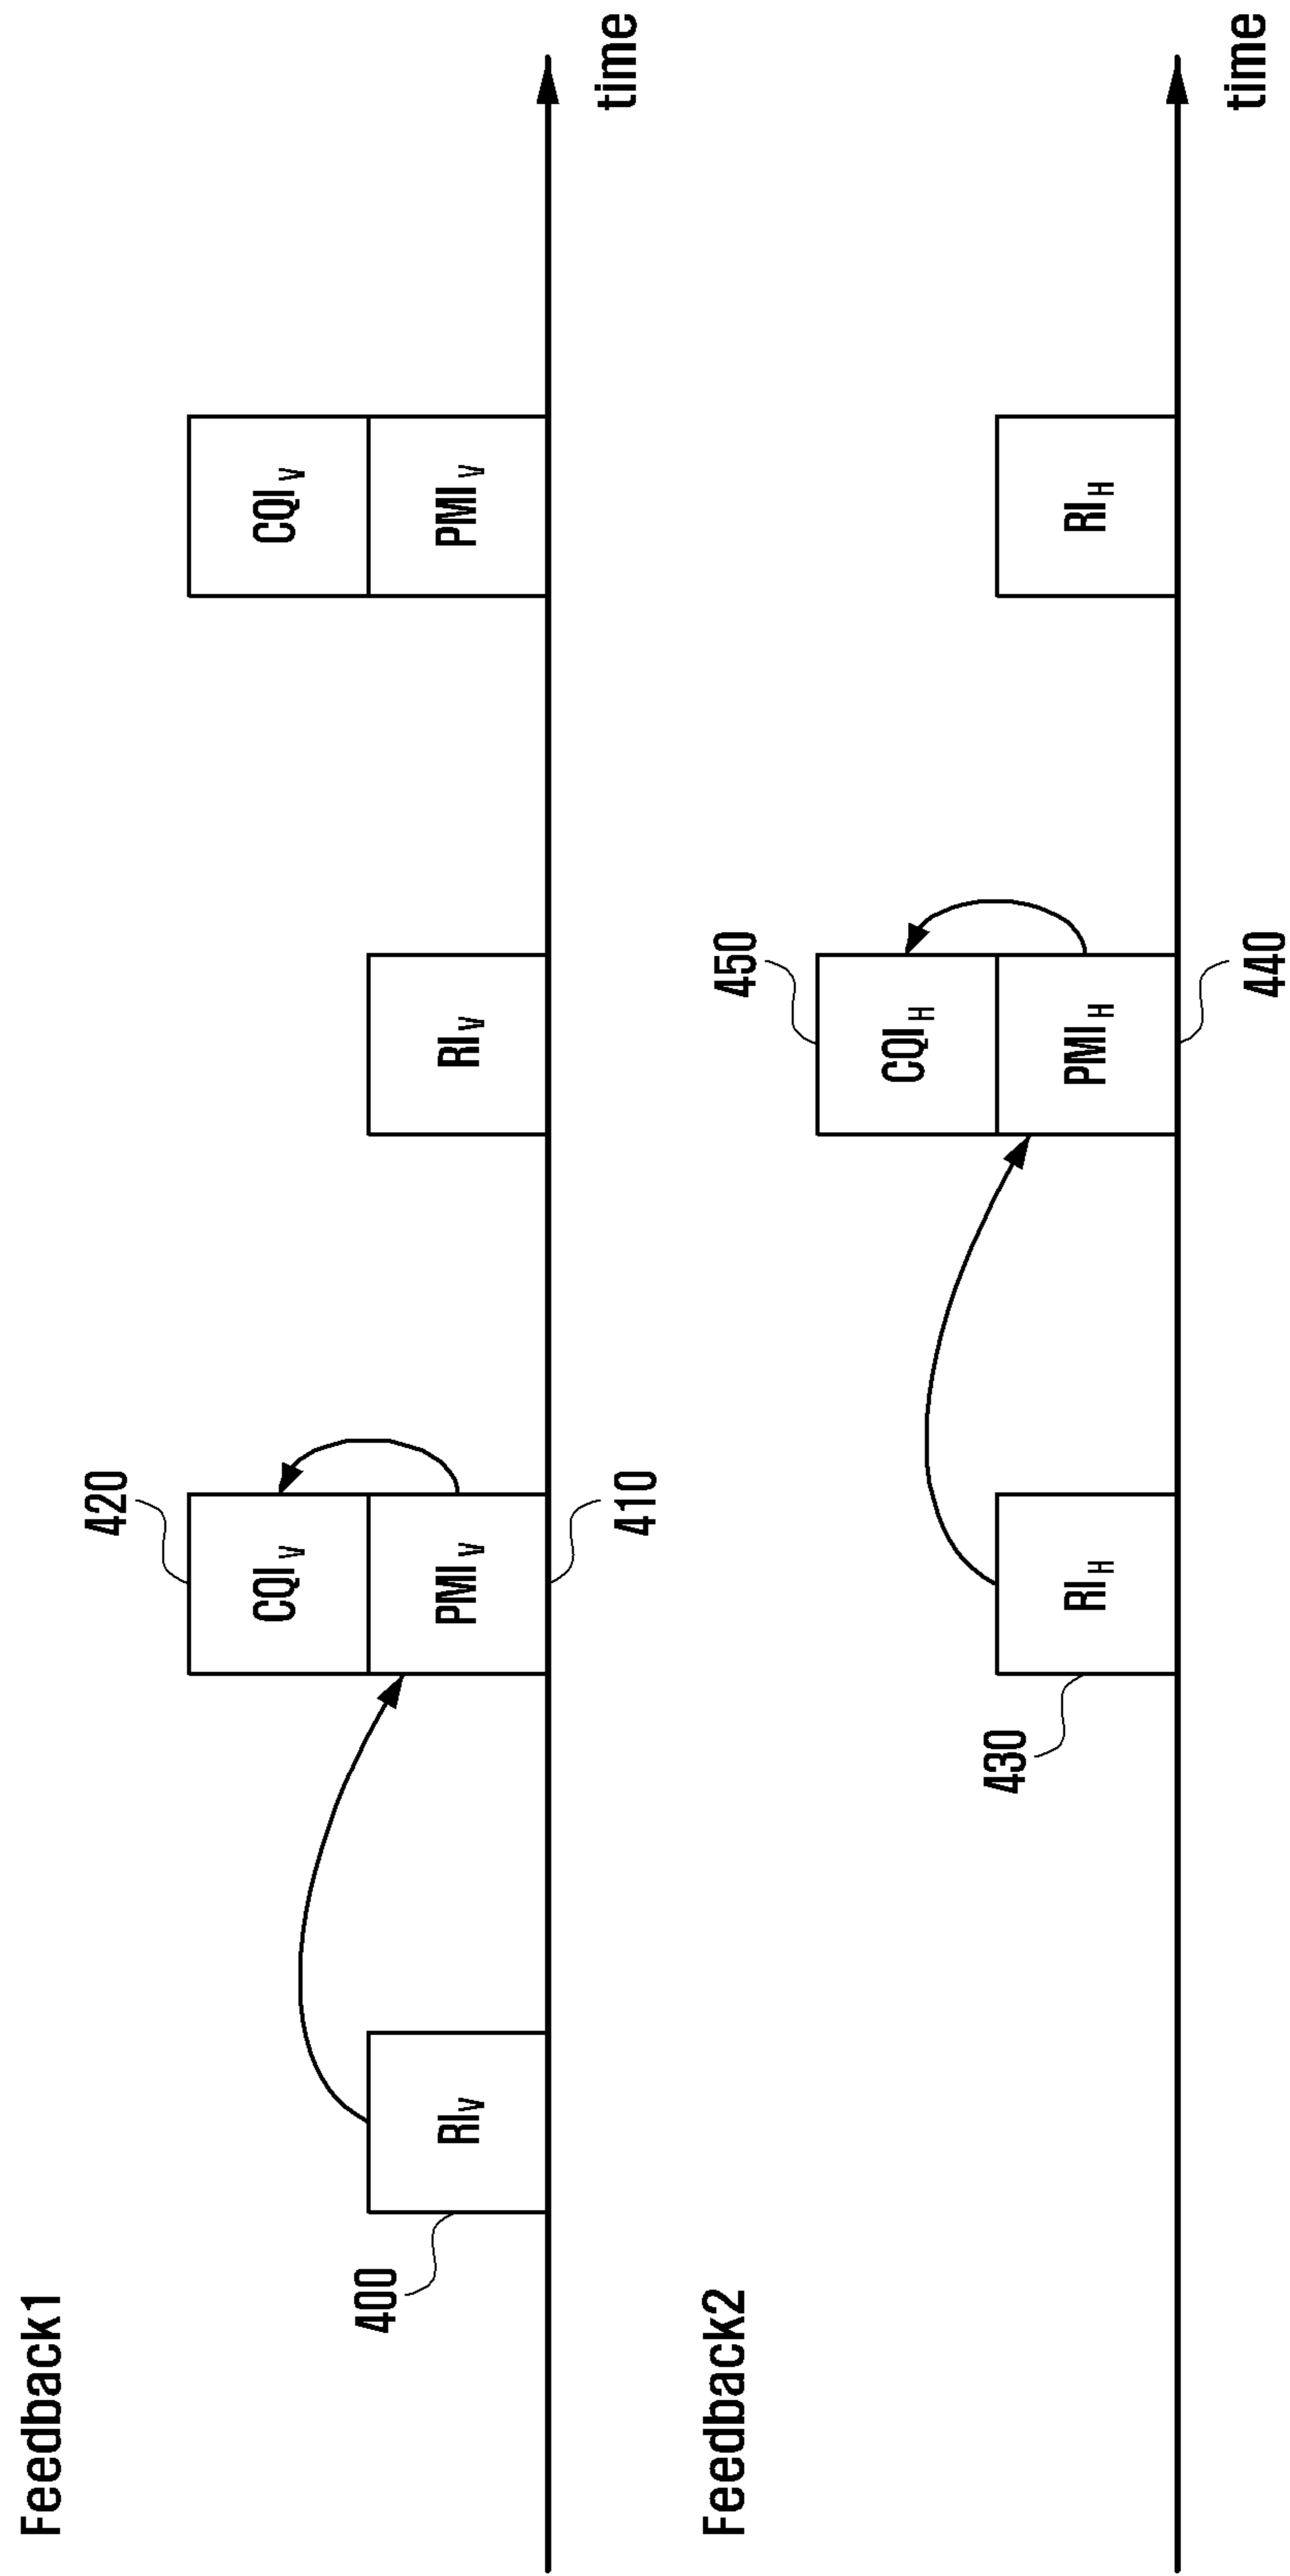 Feedback1
420
CQIV
CQIV
400
RIV
PMIV
RIV
PMIV
410
time
Feedback2
450
CQIH
430
RIH
PMIH
RIH
440
time